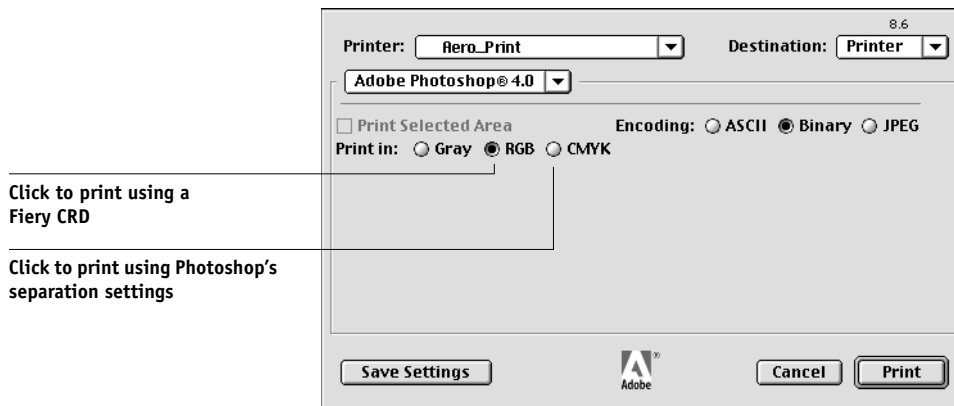 8.6
Printer: Aero_Print Destination: Printer
Adobe Photoshop® 4.0
Print Selected Area Encoding: ASCII Binary JPEG
Print in: Gray RGB CMYK
Click to print using a
Fiery CRD
Click to print using Photoshop's
separation settings
Save Settings Adobe ® Cancel Print